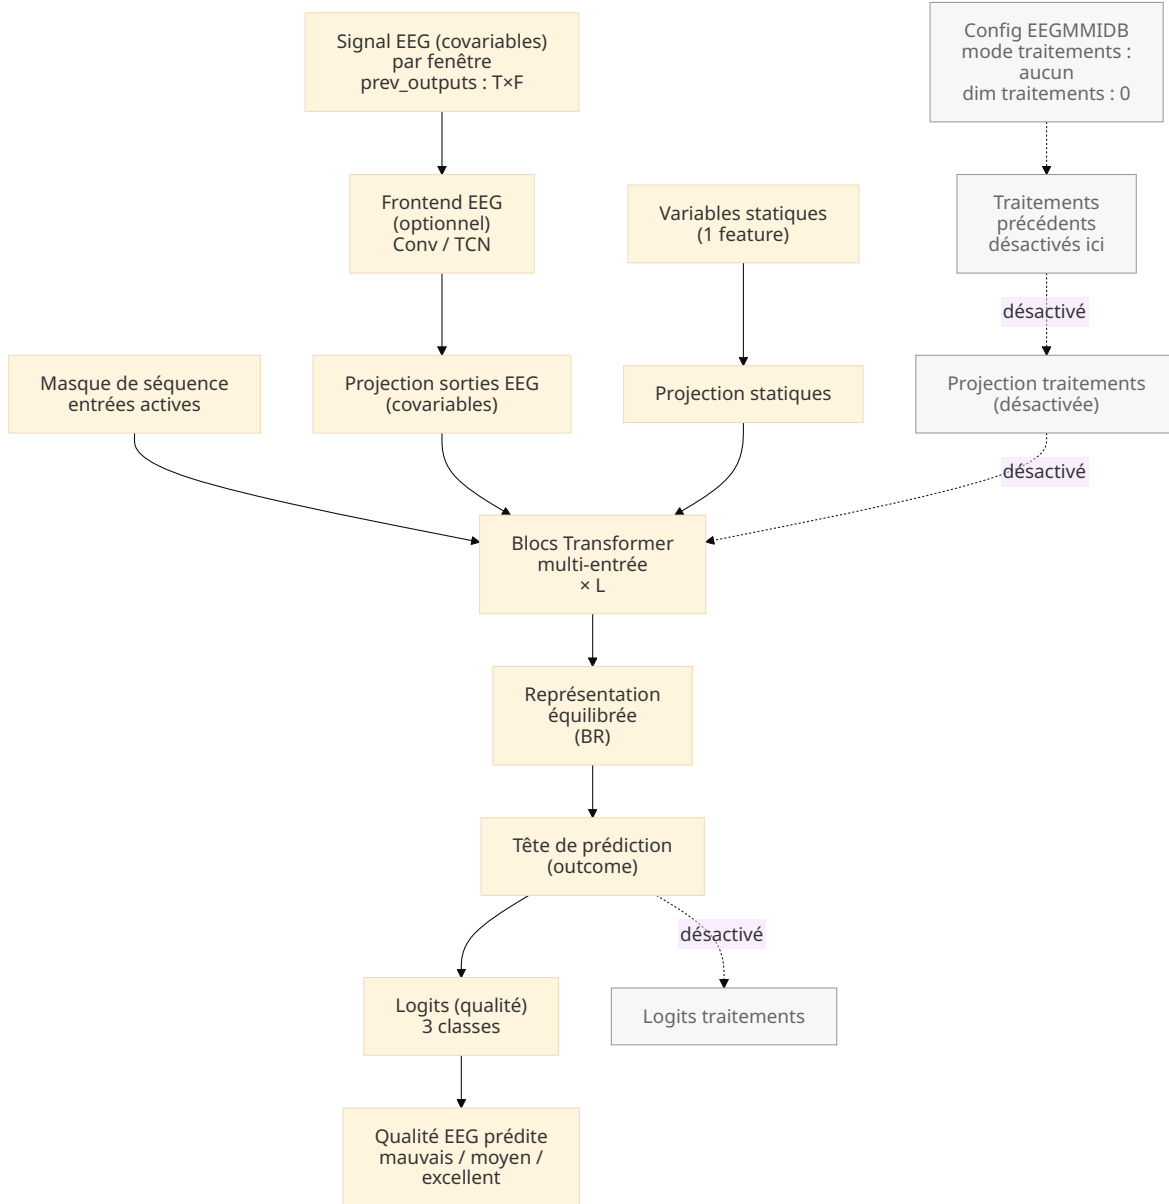 Signal EEG (covariables)
par fenêtre
prev_outputs : T×F
Config EEGMMIDB
mode traitements :
aucun
dim traitements : 0
Frontend EEG
(optionnel)
Conv / TCN
Variables statiques
(1 feature)
Traitements
précédents
désactivés ici
désactivé
Masque de séquence
entrées actives
Projection sorties EEG
(covariables)
Projection statiques
Projection traitements
(désactivée)
désactivé
Blocs Transformer
multi-entrée
× L
Représentation
équilibrée
(BR)
Tête de prédiction
(outcome)
désactivé
Logits (qualité)
3 classes
Logits traitements
Qualité EEG prédite
mauvais / moyen /
excellent